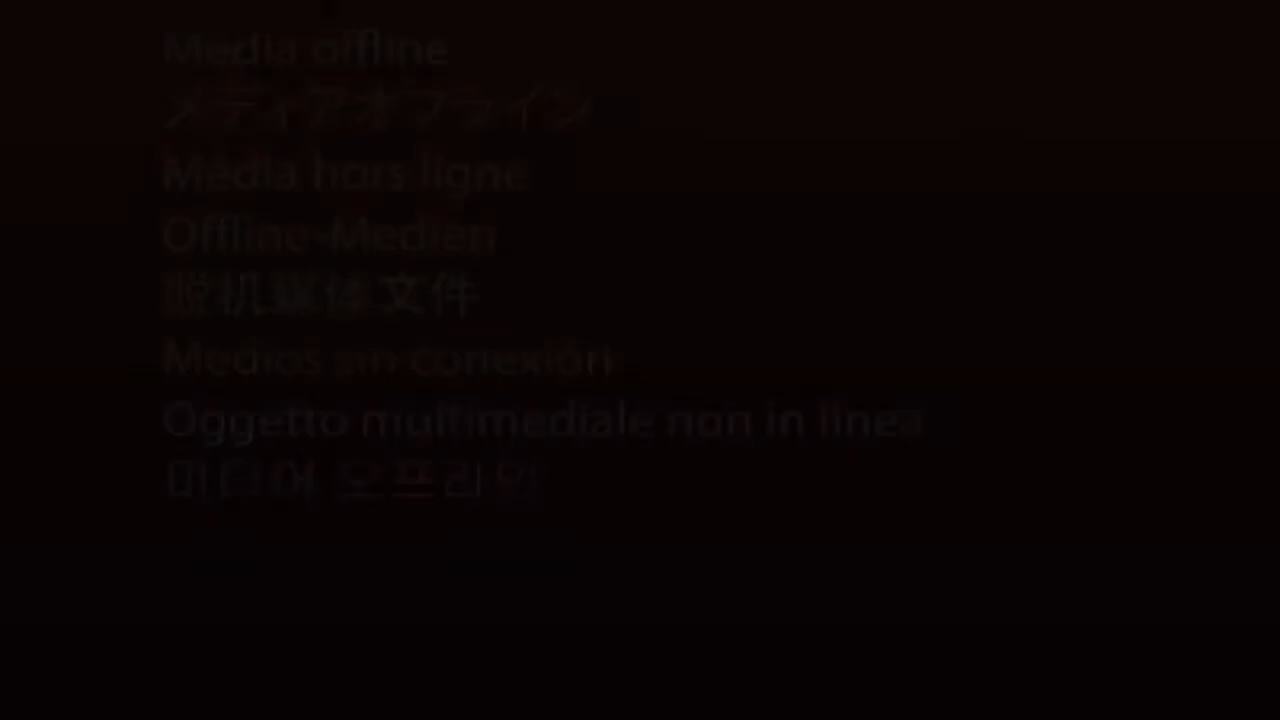 Media offline
メディアオフライン
Média hors ligne
Offline-Medien
脱机媒体文件
Medios sin conexión
Oggetto multimediale non in linea
미디어 오프라인